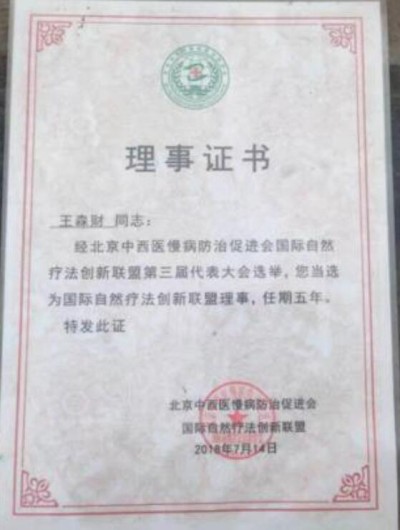 理事证书
王森财 同志：
经北京中西医慢病防治促进会国际自然
疗法创新联盟第三届代表大会选举，您当选
为国际自然疗法创新联盟理事，任期五年。
特发此证
北京中西医慢病防治促进会
国际自然疗法创新联盟
2018年7月14日